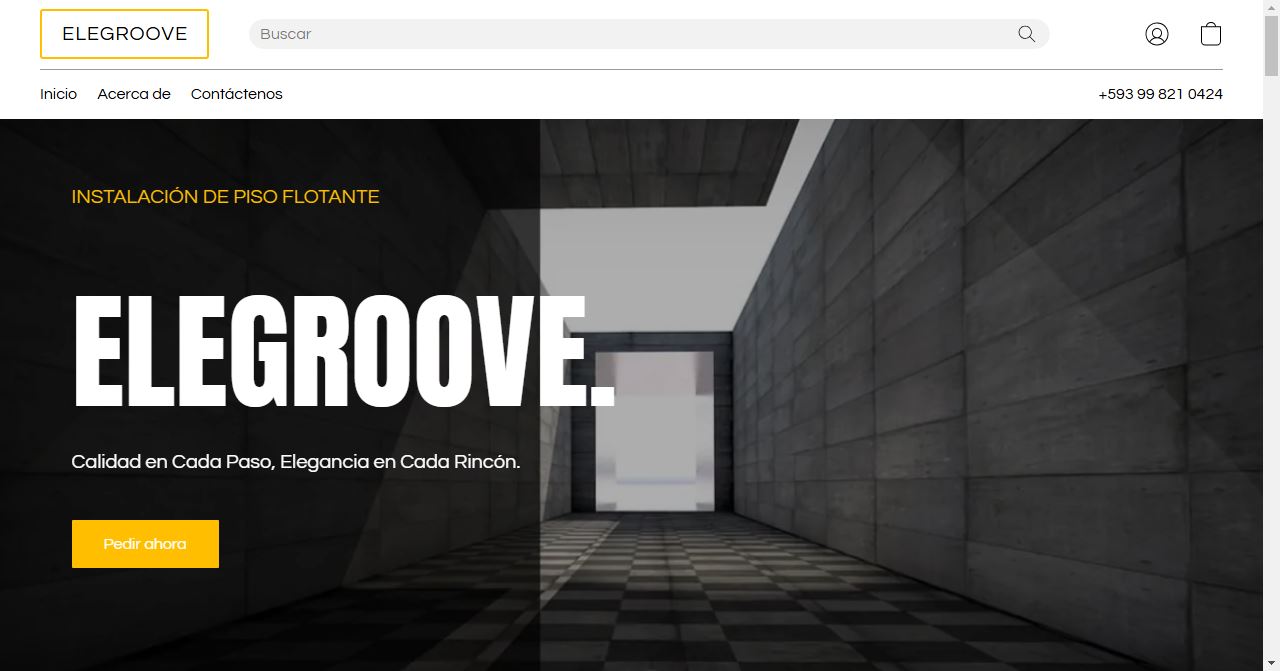 ELEGROOVE
Buscar
Inicio
Acerca de
Contáctenos
+593 99 821 0424
INSTALACIÓN DE PISO FLOTANTE
ELEGROOVE.
Calidad en Cada Paso, Elegancia en Cada Rincón.
Pedir ahora